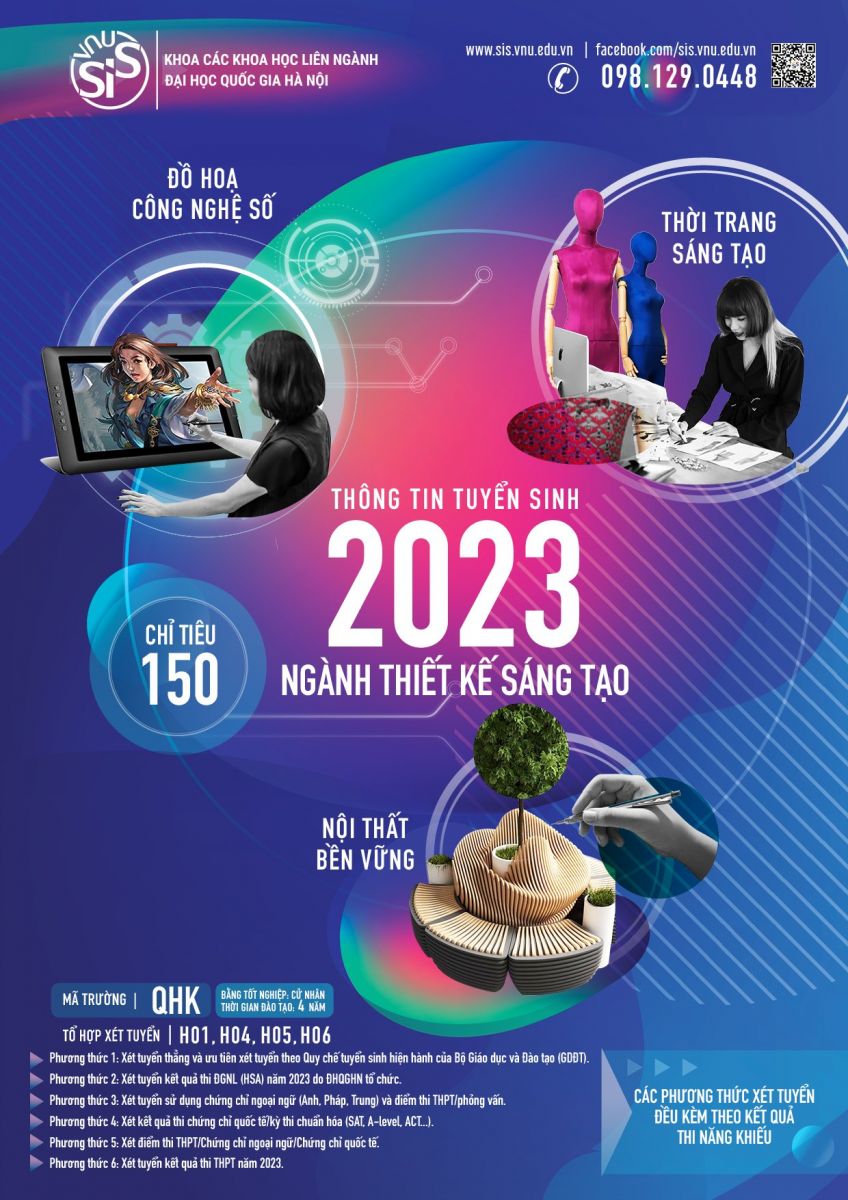 VNU
SIS
KHOA CÁC KHOA HỌC LIÊN NGÀNH
ĐẠI HỌC QUỐC GIA HÀ NỘI
www.sis.vnu.edu.vn | facebook.com/sis.vnu.edu.vn
098.129.0448
ĐỒ HOẠ
CÔNG NGHỆ SỐ
THỜI TRANG
SÁNG TẠO
THÔNG TIN TUYỂN SINH
2023
NGÀNH THIẾT KẾ SÁNG TẠO
CHỈ TIÊU
150
NỘI THẤT
BỀN VỮNG
MÃ TRƯỜNG | QHK
BẰNG TỐT NGHIỆP: CỬ NHÂN
THỜI GIAN ĐÀO TẠO: 4 NĂM
TỔ HỢP XÉT TUYỂN | H01, H04, H05, H06
Phương thức 1: Xét tuyển thẳng và ưu tiên xét tuyển theo Quy chế tuyển sinh hiện hành của Bộ Giáo dục và Đào tạo (GDĐT).
Phương thức 2: Xét tuyển kết quả thi ĐGNL (HSA) năm 2023 do ĐHQGHN tổ chức.
Phương thức 3: Xét tuyển sử dụng chứng chỉ ngoại ngữ (Anh, Pháp, Trung) và điểm thi THPT/phỏng vấn.
Phương thức 4: Xét kết quả thi chứng chỉ quốc tế/kỳ thi chuẩn hóa (SAT, A-level, ACT...).
Phương thức 5: Xét điểm thi THPT/Chứng chỉ ngoại ngữ/Chứng chỉ quốc tế.
Phương thức 6: Xét tuyển kết quả thi THPT năm 2023.
CÁC PHƯƠNG THỨC XÉT TUYỂN
ĐỀU KÈM THEO KẾT QUẢ
THI NĂNG KHIẾU